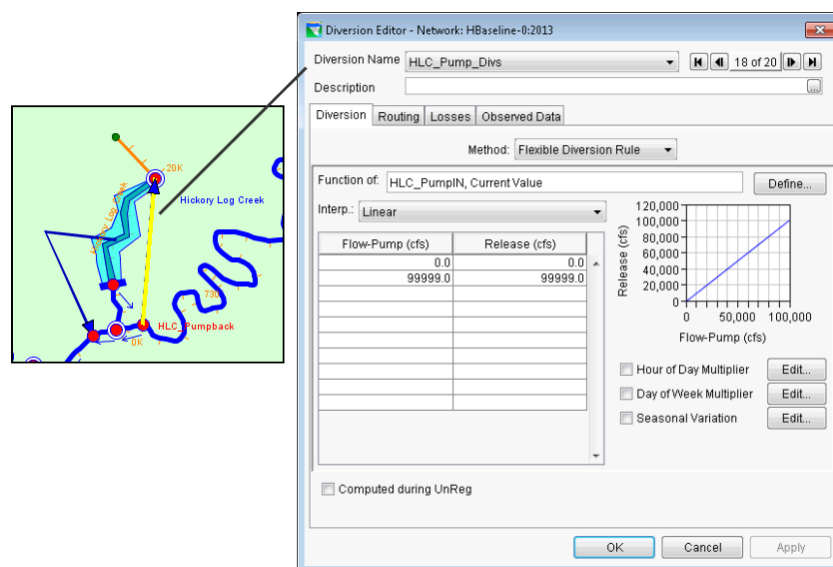 Diversion Editor - Network: HBaseline-0:2013
Diversion Name HLC_Pump_Divs 18 of 20
Description ...
Diversion Routing Losses Observed Data
Method: Flexible Diversion Rule
Function of: HLC_PumpIN, Current Value Define...
Interp.: Linear
Flow-Pump (cfs) Release (cfs)
0.0 0.0
99999.0 99999.0
120,000
100,000
80,000
60,000
40,000
20,000
0
Release (cfs)
0 50,000 100,000
Flow-Pump (cfs)
Hour of Day Multiplier Edit...
Day of Week Multiplier Edit...
Seasonal Variation Edit...
Computed during UnReg
OK Cancel Apply
20K
Hickory Log Creek
Hickory Log Creek
730
HLC_Pumpback
0K